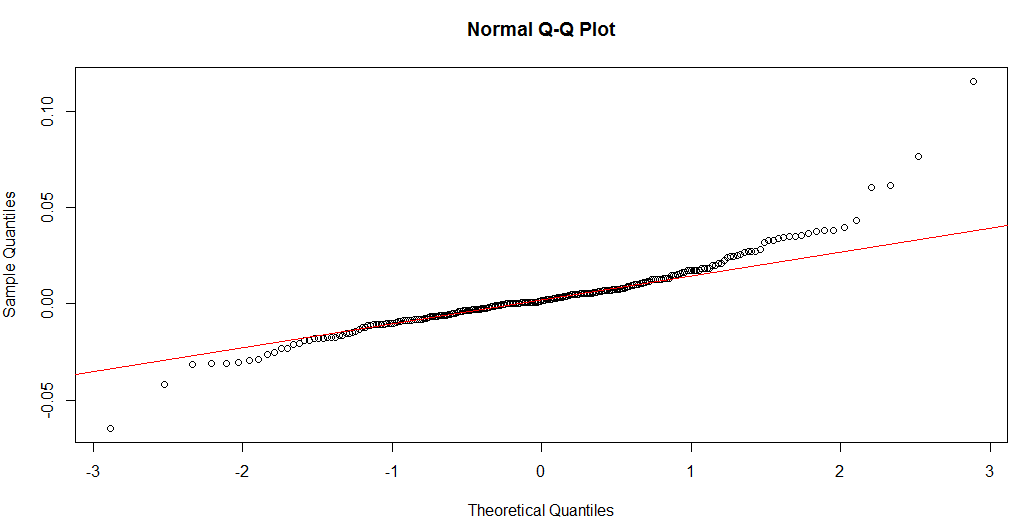 Normal Q-Q Plot
Sample Quantiles
0.10
0.05
0.00
-0.05
-3 -2 -1 0 1 2 3
Theoretical Quantiles